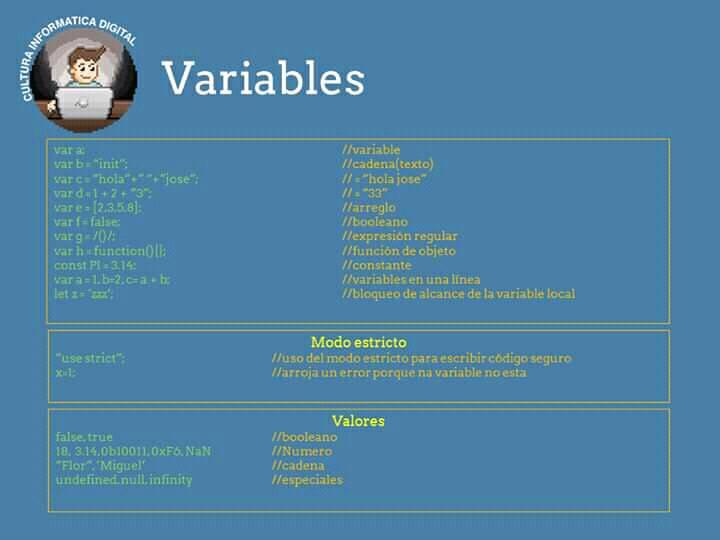 CULTURA INFORMATICA DIGITAL
Variables
var a; //variable
var b = "init"; //cadena(texto)
var c = "hola"+" "+"jose"; // = "hola jose"
var d = 1 + 2 + "3"; // = "33"
var e = [2,3,5,8]; //arreglo
var f = false; //booleano
var g = /()/; //expresión regular
var h = function(){}; //función de objeto
const PI = 3.14; //constante
var a = 1, b=2, c= a + b; //variables en una línea
let z = 'zzz'; //bloqueo de alcance de la variable local
Modo estricto
"use strict"; //uso del modo estricto para escribir código seguro
x=1; //arroja un error porque na variable no esta
Valores
false, true //booleano
18, 3.14, 0b10011, 0xF6, NaN //Numero
"Flor", 'Miguel' //cadena
undefined, null, infinity //especiales